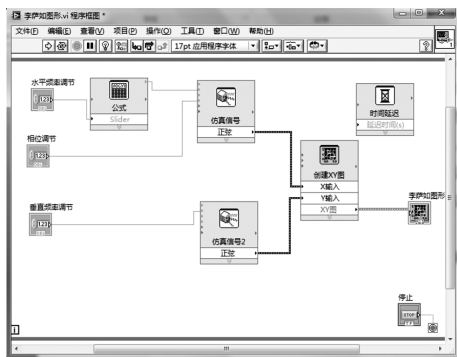 李萨如图形.vi 程序框图 *
文件(F) 编辑(E) 查看(V) 项目(P) 操作(O) 工具(T) 窗口(W) 帮助(H)
17pt 应用程序字体
水平频率调节
公式
Slider
仿真信号
正弦
时间延迟
延迟时间(s)
相位调节
创建XY图
X输入
Y输入
XY图
李萨如图形
垂直频率调节
仿真信号2
正弦
停止
STOP
i